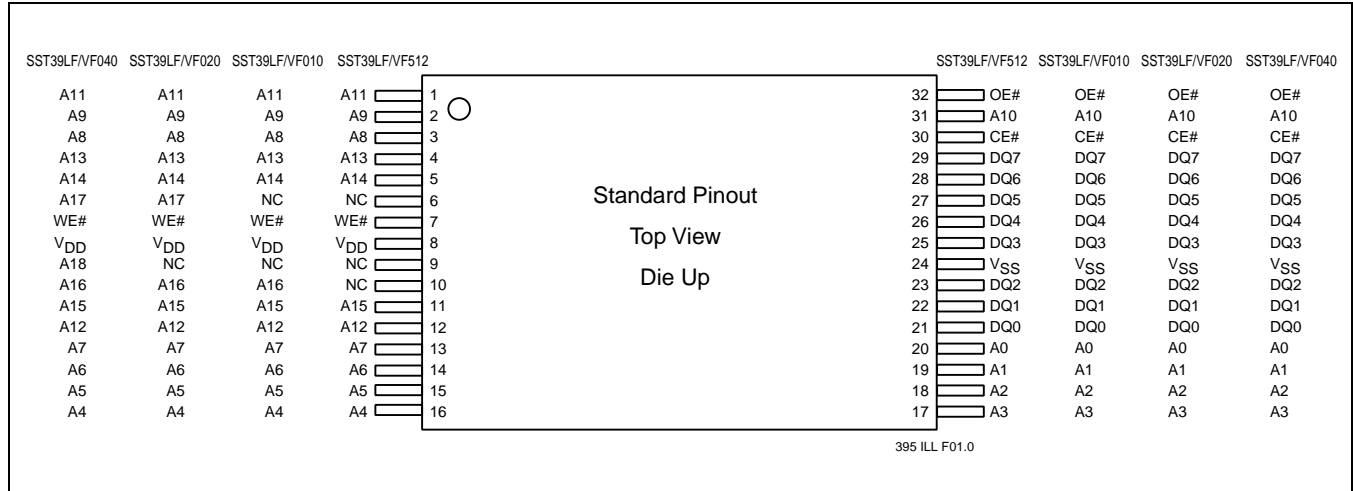 SST39LF/VF040 SST39LF/VF020 SST39LF/VF010 SST39LF/VF512 SST39LF/VF512 SST39LF/VF010 SST39LF/VF020 SST39LF/VF040
A11 A11 A11 A11 1 32 OE# OE# OE# OE#
A9 A9 A9 A9 2 31 A10 A10 A10 A10
A8 A8 A8 A8 3 30 CE# CE# CE# CE#
A13 A13 A13 A13 4 29 DQ7 DQ7 DQ7 DQ7
A14 A14 A14 A14 5 28 DQ6 DQ6 DQ6 DQ6
A17 A17 NC NC 6 Standard Pinout 27 DQ5 DQ5 DQ5 DQ5
WE# WE# WE# WE# 7 26 DQ4 DQ4 DQ4 DQ4
VDD VDD VDD VDD 8 Top View 25 DQ3 DQ3 DQ3 DQ3
A18 NC NC NC 9 24 VSS VSS VSS VSS
A16 A16 A16 NC 10 Die Up 23 DQ2 DQ2 DQ2 DQ2
A15 A15 A15 A15 11 22 DQ1 DQ1 DQ1 DQ1
A12 A12 A12 A12 12 21 DQ0 DQ0 DQ0 DQ0
A7 A7 A7 A7 13 20 A0 A0 A0 A0
A6 A6 A6 A6 14 19 A1 A1 A1 A1
A5 A5 A5 A5 15 18 A2 A2 A2 A2
A4 A4 A4 A4 16 17 A3 A3 A3 A3
395 ILL F01.0